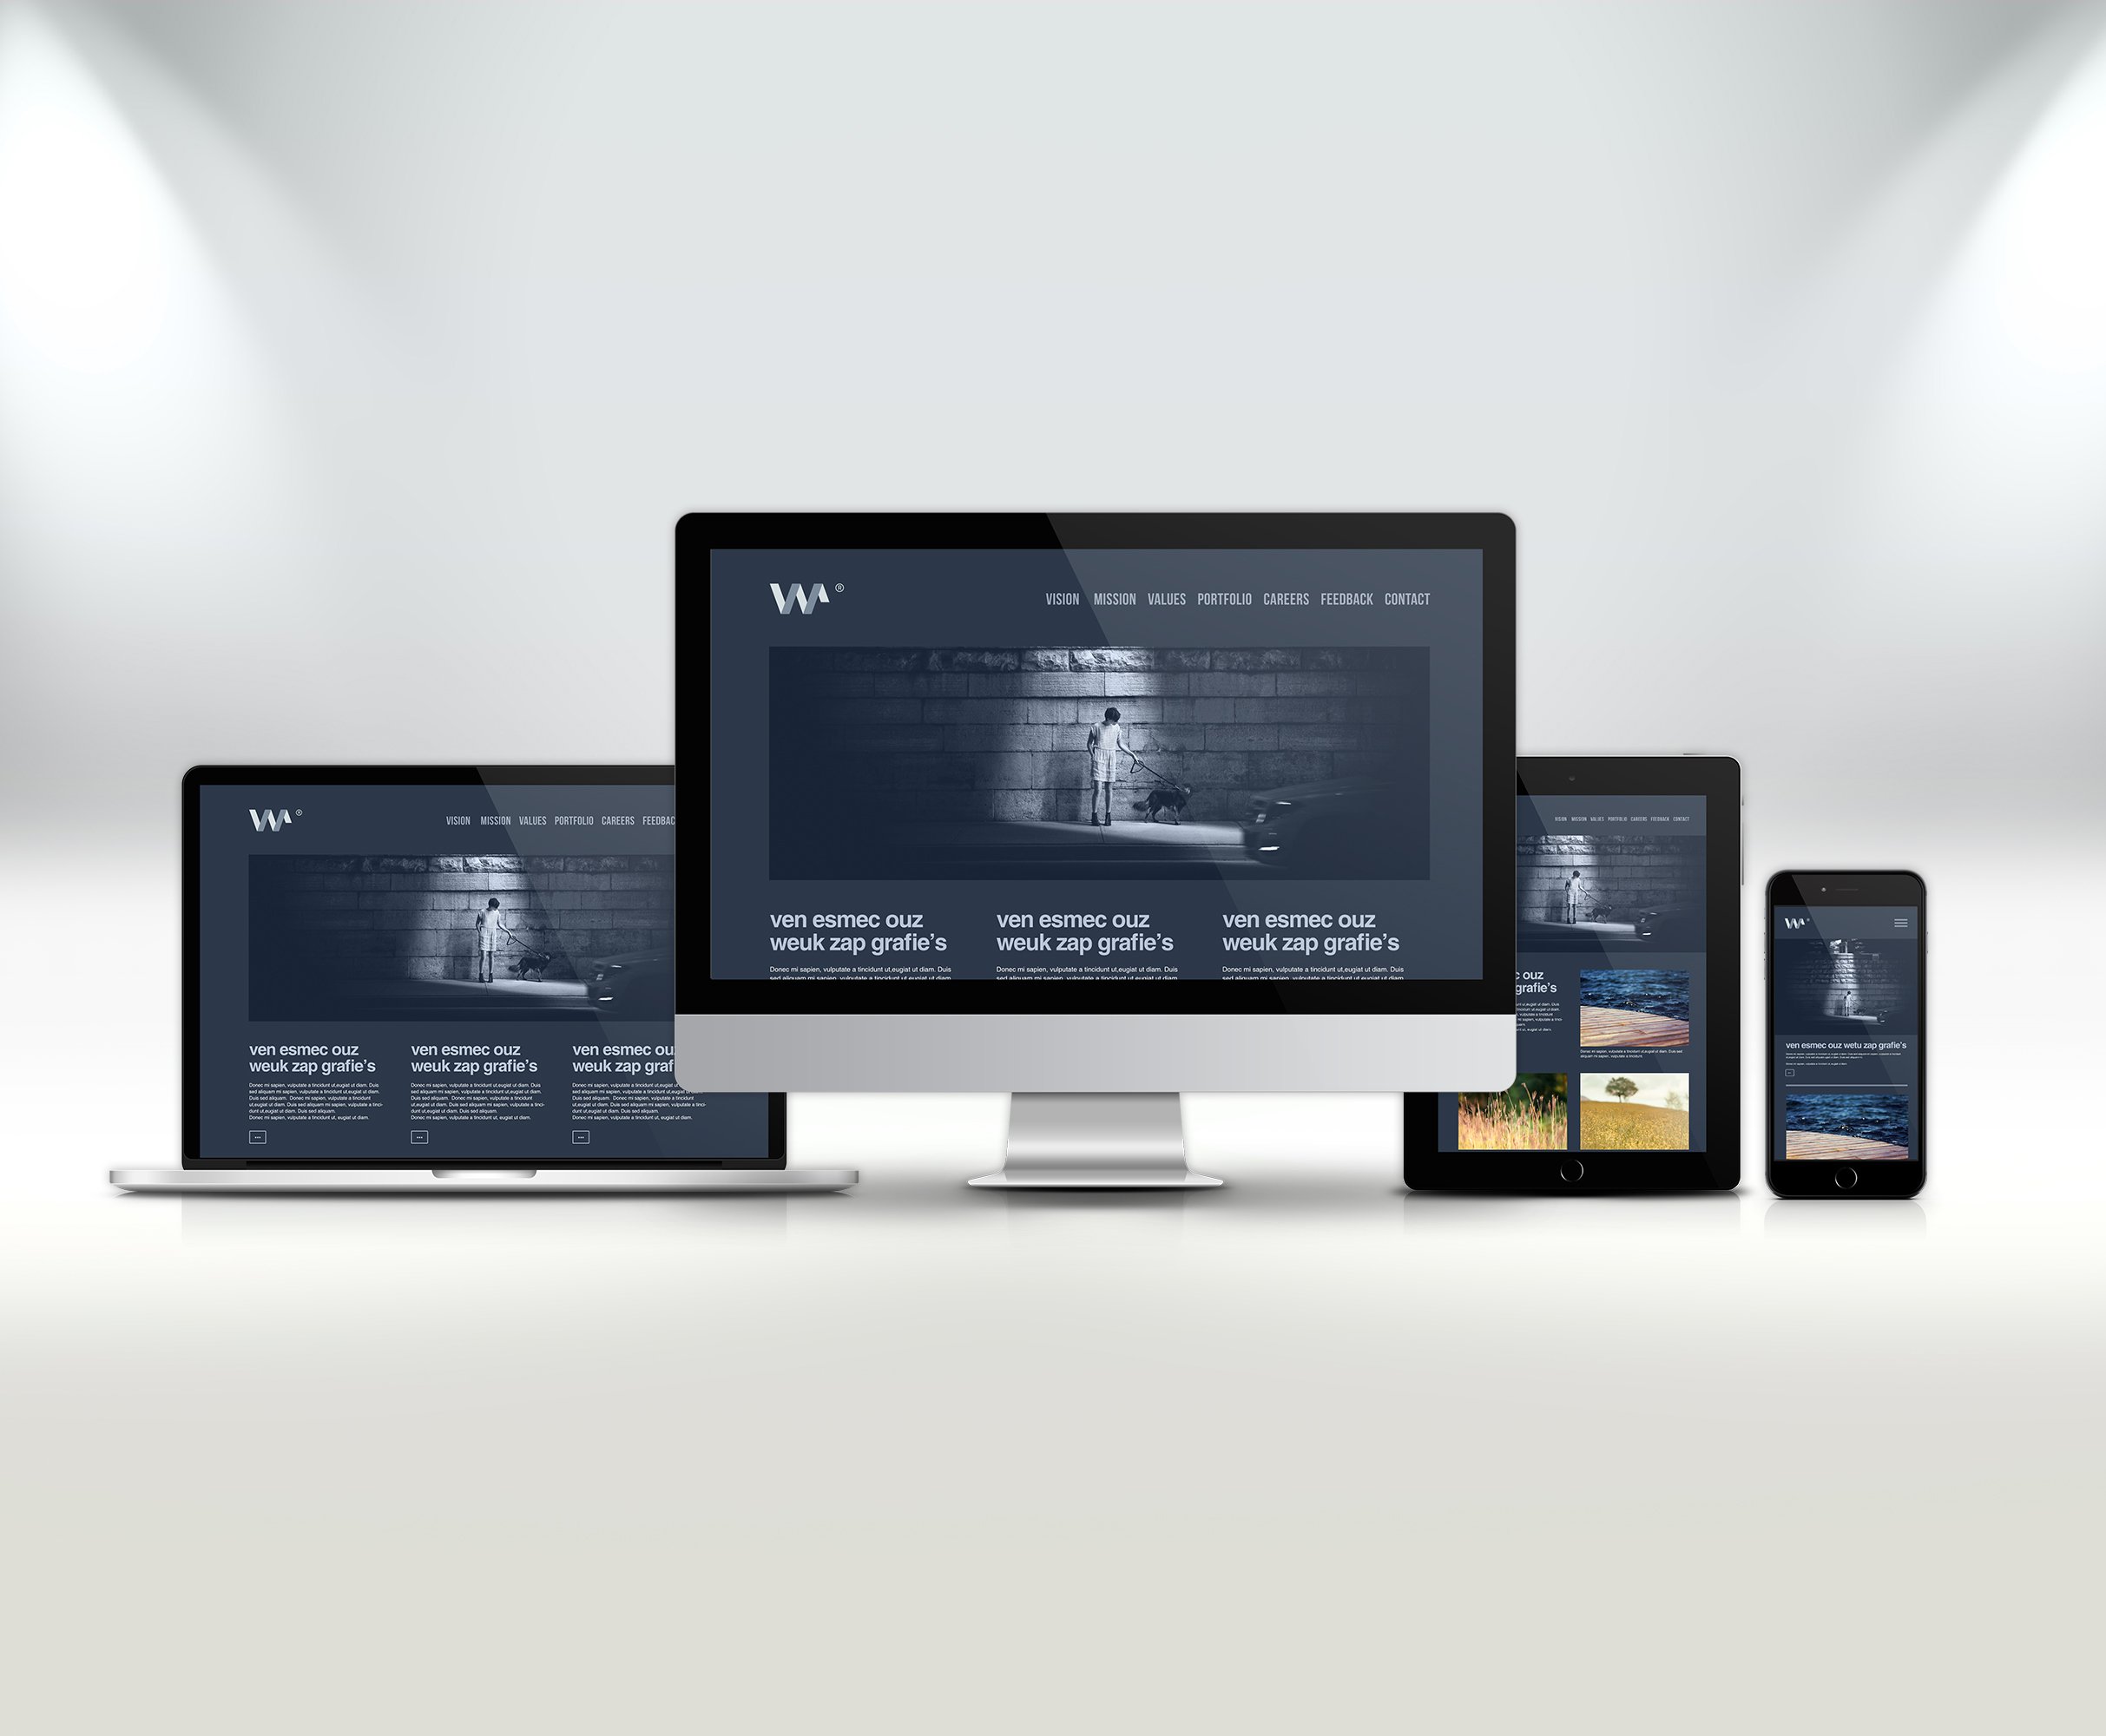 W ®
VISION MISSION VALUES PORTFOLIO CAREERS FEEDBAC
ven esmec ouz
weuk zap grafie's
Donec mi sapien, vulputate a tincidunt ut,eugiat ut diam. Duis
sed aliquam mi sapien, vulputate a tincidunt ut,eugiat ut diam.
Duis sed aliquam. Donec mi sapien, vulputate a tincidunt
ut,eugiat ut diam. Duis sed aliquam mi sapien, vulputate a tinci-
dunt ut,eugiat ut diam. Duis sed aliquam.
Donec mi sapien, vulputate a tincidunt ut, eugiat ut diam.
ven esmec ouz
weuk zap grafie's
Donec mi sapien, vulputate a tincidunt ut,eugiat ut diam. Duis
sed aliquam mi sapien, vulputate a tincidunt ut,eugiat ut diam.
Duis sed aliquam. Donec mi sapien, vulputate a tincidunt
ut,eugiat ut diam. Duis sed aliquam mi sapien, vulputate a tinci-
dunt ut,eugiat ut diam. Duis sed aliquam.
Donec mi sapien, vulputate a tincidunt ut, eugiat ut diam.
ven esmec ou
weuk zap graf
Duis sed aliquam. Donec mi sapien, vulputate a tincidunt
ut,eugiat ut diam. Duis sed aliquam mi sapien, vulputate a tinci-
dunt ut,eugiat ut diam. Duis sed aliquam.
Donec mi sapien, vulputate a tincidunt ut, eugiat ut diam.
®
VISION MISSION VALUES PORTFOLIO CAREERS FEEDBACK CONTACT
ven esmec ouz
weuk zap grafie's
Donec mi sapien, vulputate a tincidunt ut,eugiat ut diam. Duis
sed aliquam mi sapien, vulputate a tincidunt ut,eugiat ut diam.
ven esmec ouz
weuk zap grafie's
Donec mi sapien, vulputate a tincidunt ut,eugiat ut diam. Duis
sed aliquam mi sapien, vulputate a tincidunt ut,eugiat ut diam.
ven esmec ouz
weuk zap grafie's
Donec mi sapien, vulputate a tincidunt ut,eugiat ut diam. Duis
sed aliquam mi sapien, vulputate a tincidunt ut,eugiat ut diam.
VISION MISSION VALUES PORTFOLIO CAREERS FEEDBACK CONTACT
ouz
grafie's
Donec mi sapien, vulputate a tincidunt ut,eugiat ut diam. Duis sed
aliquam mi sapien, vulputate a tincidunt.
ven esmec ouz wetu zap grafie's